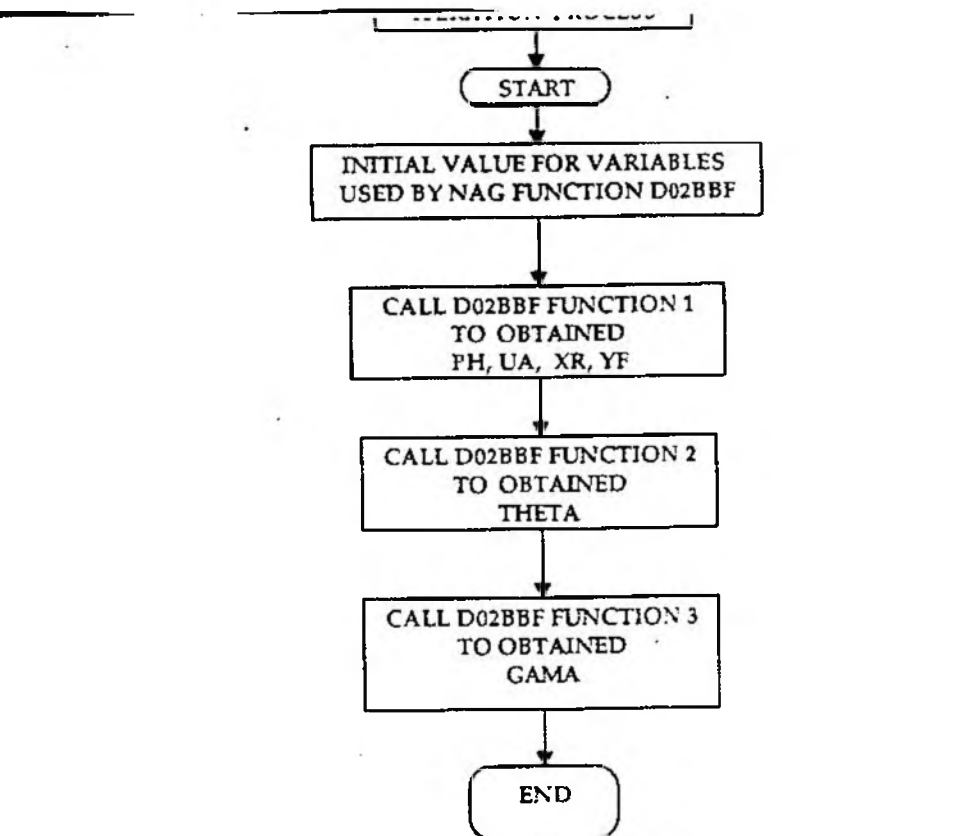 PROCESS
START
INITIAL VALUE FOR VARIABLES
USED BY NAG FUNCTION D02BBF
CALL D02BBF FUNCTION 1
TO OBTAINED
PH, UA, XR, YF
CALL D02BBF FUNCTION 2
TO OBTAINED
THETA
CALL D02BBF FUNCTION 3
TO OBTAINED
GAMA
END